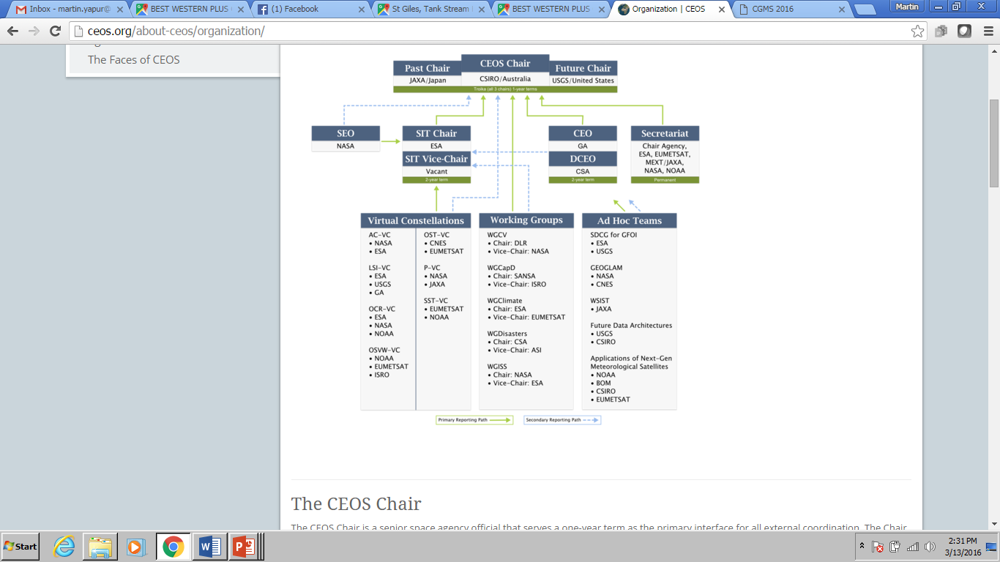 Inbox - martin.yapur@
BEST WESTERN PLUS
(1) Facebook
St Giles, Tank Stream
BEST WESTERN PLUS
Organization | CEOS
CGMS 2016
Martin
ceos.org/about-ceos/organization/
The Faces of CEOS
Past Chair
JAXA/Japan
CEOS Chair
CSIRO/Australia
Future Chair
USGS/United States
Troika (all 3 chairs) 1-year terms
SEO
NASA
SIT Chair
ESA
SIT Vice-Chair
Vacant
2-year term
CEO
GA
DCEO
CSA
2-year term
Secretariat
Chair Agency,
ESA, EUMETSAT,
MEXT/JAXA,
NASA, NOAA
Permanent
Virtual Constellations
AC-VC
• NASA
• ESA
LSI-VC
• ESA
• USGS
• GA
OCR-VC
• ESA
• NASA
• NOAA
OSVW-VC
• NOAA
• EUMETSAT
• ISRO
OST-VC
• CNES
• EUMETSAT
P-VC
• NASA
• JAXA
SST-VC
• EUMETSAT
• NOAA
Working Groups
WGCV
• Chair: DLR
• Vice-Chair: NASA
WGCapD
• Chair: SANSA
• Vice-Chair: ISRO
WGClimate
• Chair: ESA
• Vice-Chair: EUMETSAT
WGDisasters
• Chair: CSA
• Vice-Chair: ASI
WGISS
• Chair: NASA
• Vice-Chair: ESA
Ad Hoc Teams
SDCG for GFOI
• ESA
• USGS
GEOGLAM
• NASA
• CNES
WSIST
• JAXA
Future Data Architectures
• USGS
• CSIRO
Applications of Next-Gen
Meteorological Satellites
• NOAA
• BOM
• CSIRO
• EUMETSAT
Primary Reporting Path
Secondary Reporting Path
The CEOS Chair
The CEOS Chair is a senior space agency official that serves a one-year term as the primary interface for all external coordination. The Chair
Start
2:31 PM
3/13/2016